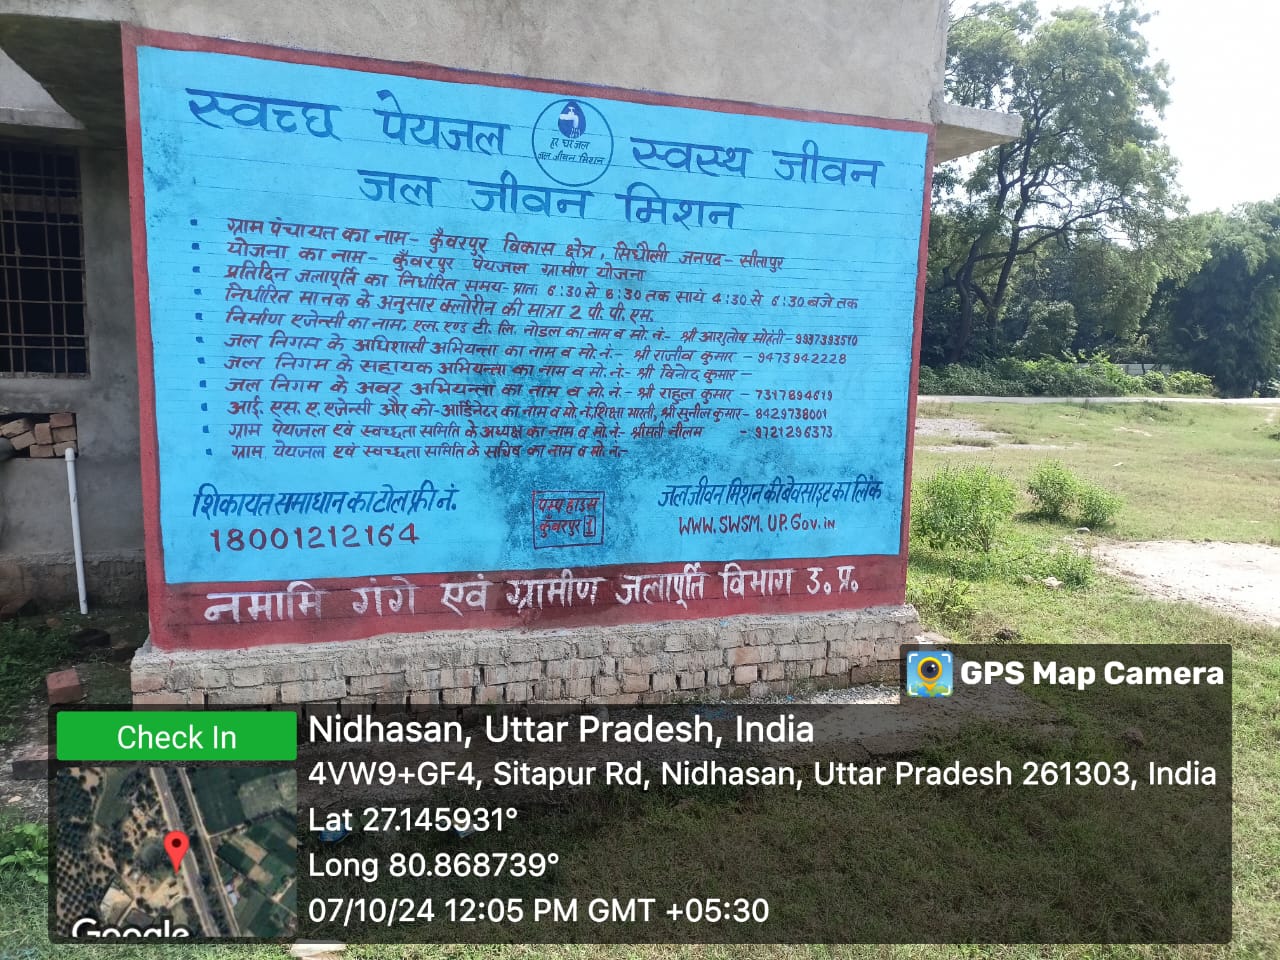 स्वच्छ पेयजल स्वस्थ जीवन
हर घर जल
जल जीवन मिशन
जल जीवन मिशन
• ग्राम पंचायत का नाम- कुँवरपुर विकास क्षेत्र, सिधौली जनपद- सीतापुर
• योजना का नाम- कुँवरपुर पेयजल ग्रामीण योजना
• प्रतिदिन जलापूर्ति का निर्धारित समय- प्रातः 6:30 से 8:30 तक सायं 4:30 से 6:30 बजे तक
• निर्धारित मानक के अनुसार क्लोरीन की मात्रा 2 पी.पी.एम.
• निर्माण एजेन्सी का नाम, एल. एण्ड टी. लि. नोडल का नाम व मो. नं.- श्री आशुतोष मोहंती-
• जल निगम के अधिशासी अभियन्ता का नाम व मो. नं.- श्री राजीव कुमार - 9473942228
• जल निगम के सहायक अभियन्ता का नाम व मो. नं.- श्री विनोद कुमार -
• जल निगम के अवर अभियन्ता का नाम व मो. नं.- श्री राहुल कुमार - 7317894619
• आई. एस. ए. एजेन्सी और को-आर्डिनेटर का नाम व मो. नं. शिक्षा भारती, श्री सुनील कुमार- 8429738001
• ग्राम पेयजल एवं स्वच्छता समिति के अध्यक्ष का नाम व मो. नं.- श्रीमती नीलम - 9721296373
• ग्राम. पेयजल एवं स्वच्छता समिति के सचिव का नाम व मो. नं.-
शिकायत समाधान का टोल फ्री नं.
18001212164
पम्प हाउस
कुँवरपुर 1
जल जीवन मिशन की बेवसाइट का लिंक
WWW.SWSM.UP.Gov.in
नमामि गंगे एवं ग्रामीण जलापूर्ति विभाग उ. प्र.
GPS Map Camera
Check In
Google
Nidhasan, Uttar Pradesh, India
4VW9+GF4, Sitapur Rd, Nidhasan, Uttar Pradesh 261303, India
Lat 27.145931°
Long 80.868739°
07/10/24 12:05 PM GMT +05:30